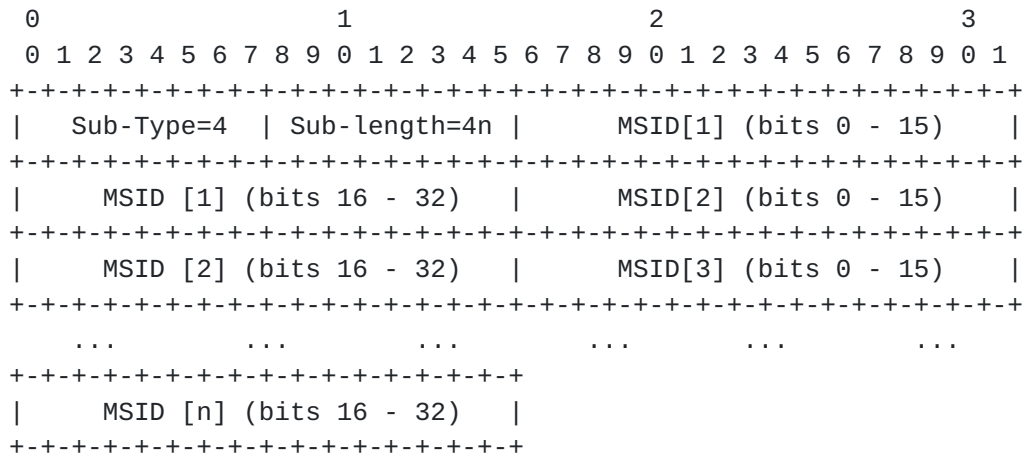 0                   1                   2                   3
 0 1 2 3 4 5 6 7 8 9 0 1 2 3 4 5 6 7 8 9 0 1 2 3 4 5 6 7 8 9 0 1
+-+-+-+-+-+-+-+-+-+-+-+-+-+-+-+-+-+-+-+-+-+-+-+-+-+-+-+-+-+-+-+-+
|   Sub-Type=4  | Sub-length=4n |      MSID[1] (bits 0 - 15)    |
+-+-+-+-+-+-+-+-+-+-+-+-+-+-+-+-+-+-+-+-+-+-+-+-+-+-+-+-+-+-+-+-+
|     MSID [1] (bits 16 - 32)   |      MSID[2] (bits 0 - 15)    |
+-+-+-+-+-+-+-+-+-+-+-+-+-+-+-+-+-+-+-+-+-+-+-+-+-+-+-+-+-+-+-+-+
|     MSID [2] (bits 16 - 32)   |      MSID[3] (bits 0 - 15)    |
+-+-+-+-+-+-+-+-+-+-+-+-+-+-+-+-+-+-+-+-+-+-+-+-+-+-+-+-+-+-+-+-+
    ...        ...        ...        ...       ...        ...
+-+-+-+-+-+-+-+-+-+-+-+-+-+-+-+-+
|     MSID [n] (bits 16 - 32)   |
+-+-+-+-+-+-+-+-+-+-+-+-+-+-+-+-+